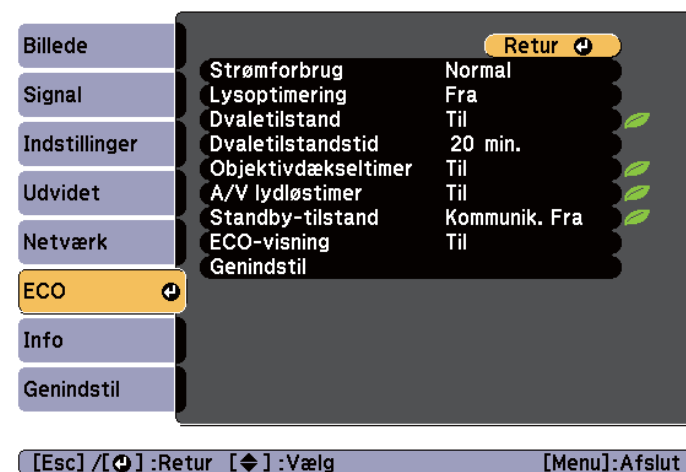 Billede
Signal
Indstillinger
Udvidet
Netværk
ECO
Info
Genindstil
Retur
Strømforbrug Normal
Lysoptimering Fra
Dvaletilstand Til
Dvaletilstandstid 20 min.
Objektivdækseltimer Til
A/V lydløstimer Til
Standby-tilstand Kommunik. Fra
ECO-visning Til
Genindstil
[Esc] /[⏎] :Retur [◆] :Vælg [Menu]:Afslut